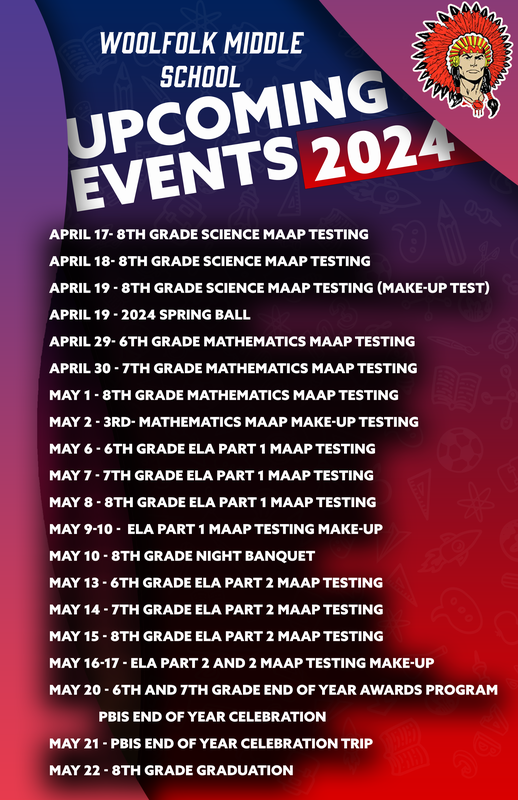 WOOLFOLK MIDDLE
SCHOOL
UPCOMING
EVENTS 2024
APRIL 17- 8TH GRADE SCIENCE MAAP TESTING
APRIL 18- 8TH GRADE SCIENCE MAAP TESTING
APRIL 19 - 8TH GRADE SCIENCE MAAP TESTING (MAKE-UP TEST)
APRIL 19 - 2024 SPRING BALL
APRIL 29- 6TH GRADE MATHEMATICS MAAP TESTING
APRIL 30 - 7TH GRADE MATHEMATICS MAAP TESTING
MAY 1 - 8TH GRADE MATHEMATICS MAAP TESTING
MAY 2 - 3RD- MATHEMATICS MAAP MAKE-UP TESTING
MAY 6 - 6TH GRADE ELA PART 1 MAAP TESTING
MAY 7 - 7TH GRADE ELA PART 1 MAAP TESTING
MAY 8 - 8TH GRADE ELA PART 1 MAAP TESTING
MAY 9-10 - ELA PART 1 MAAP TESTING MAKE-UP
MAY 10 - 8TH GRADE NIGHT BANQUET
MAY 13 - 6TH GRADE ELA PART 2 MAAP TESTING
MAY 14 - 7TH GRADE ELA PART 2 MAAP TESTING
MAY 15 - 8TH GRADE ELA PART 2 MAAP TESTING
MAY 16-17 - ELA PART 2 AND 2 MAAP TESTING MAKE-UP
MAY 20 - 6TH AND 7TH GRADE END OF YEAR AWARDS PROGRAM
PBIS END OF YEAR CELEBRATION
MAY 21 - PBIS END OF YEAR CELEBRATION TRIP
MAY 22 - 8TH GRADE GRADUATION